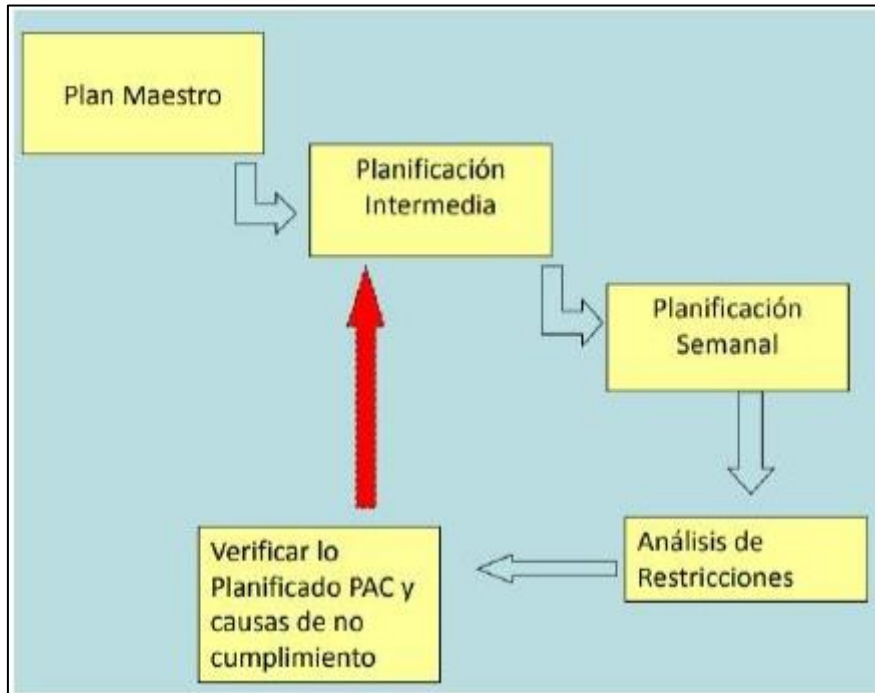 Plan Maestro
Planificación
Intermedia
Planificación
Semanal
Análisis de
Restricciones
Verificar lo
Planificado PAC y
causas de no
cumplimiento